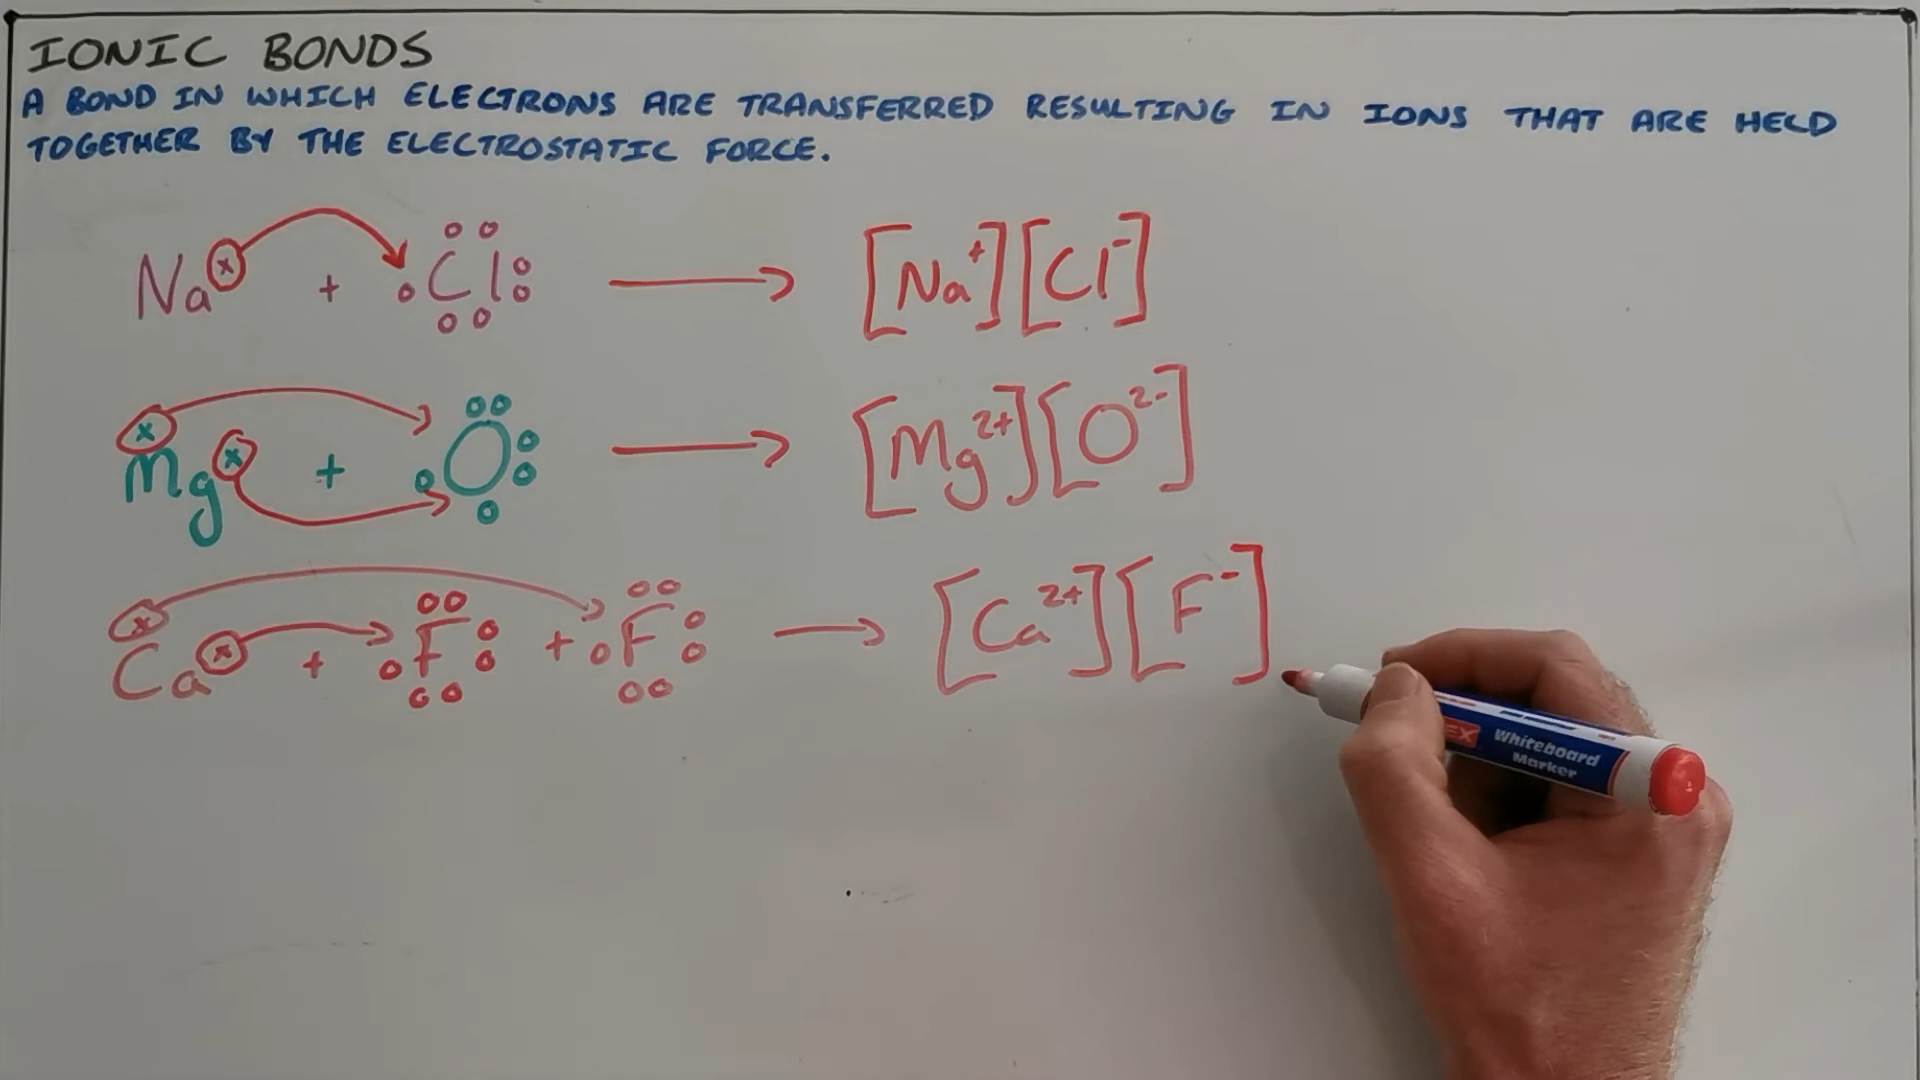 IONIC BONDS
A BOND IN WHICH ELECTRONS ARE TRANSFERRED RESULTING IN IONS THAT ARE HELD
TOGETHER BY THE ELECTROSTATIC FORCE.
Na x + Cl → [Na⁺][Cl⁻]
x Mg x + O → [Mg²⁺][O²⁻]
x Ca x + F + F → [Ca²⁺][F⁻]
EX Whiteboard
Marker